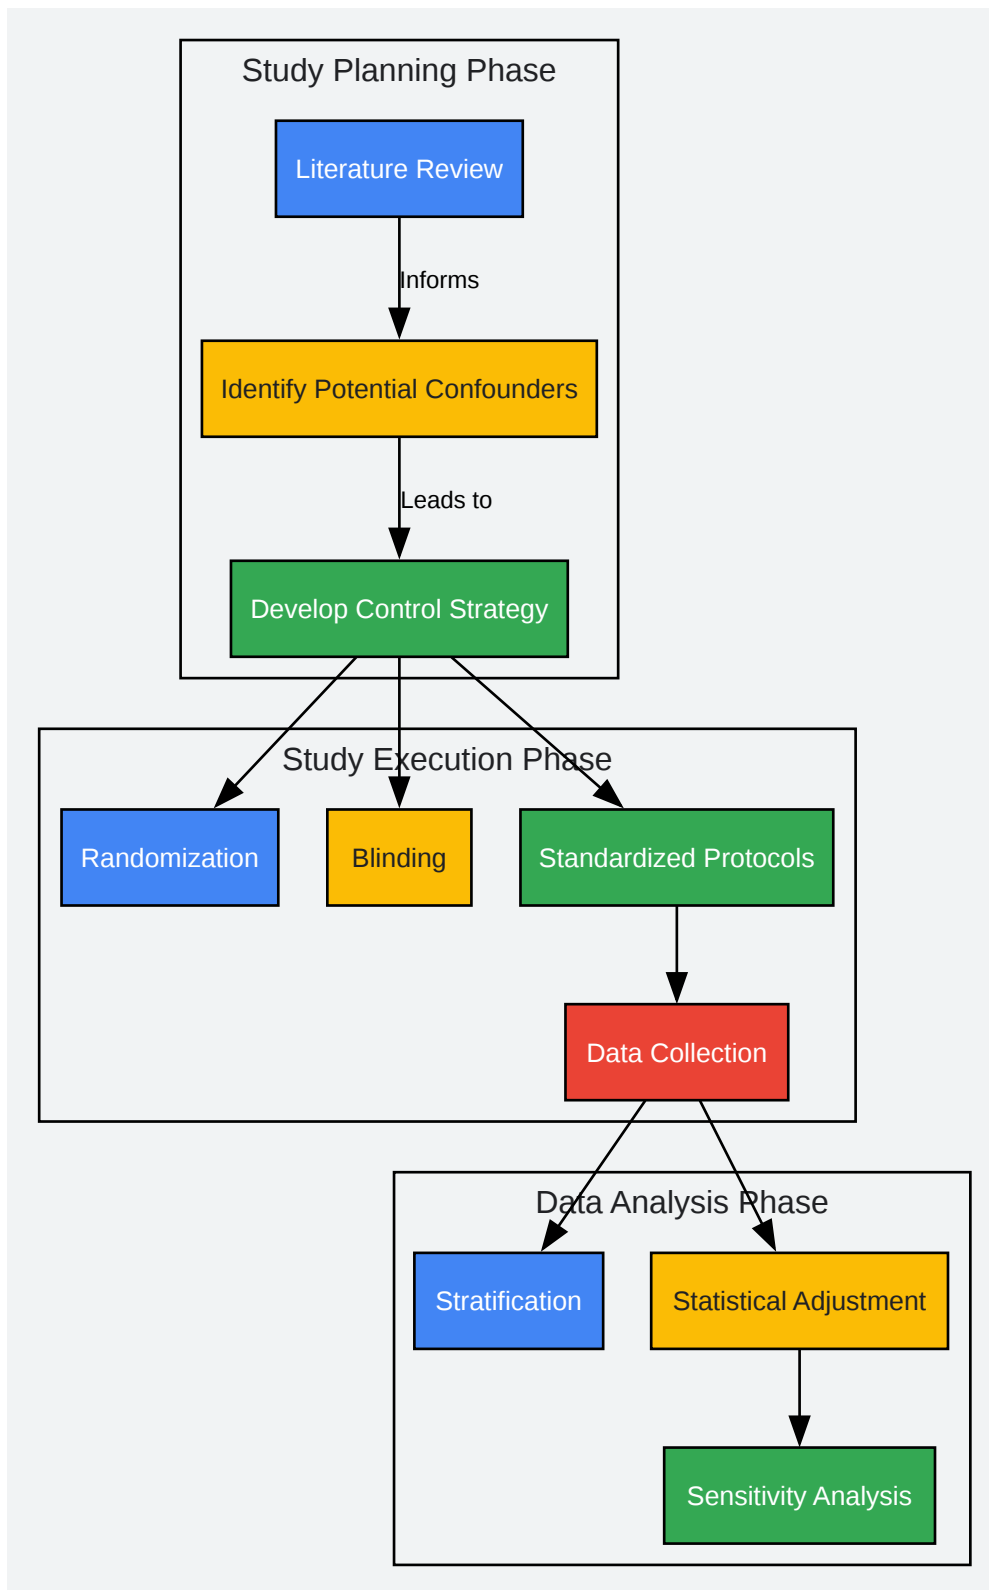 Study Planning Phase
Literature Review
Informs
Identify Potential Confounders
Leads to
Develop Control Strategy
Study Execution Phase
Randomization
Blinding
Standardized Protocols
Data Collection
Data Analysis Phase
Stratification
Statistical Adjustment
Sensitivity Analysis